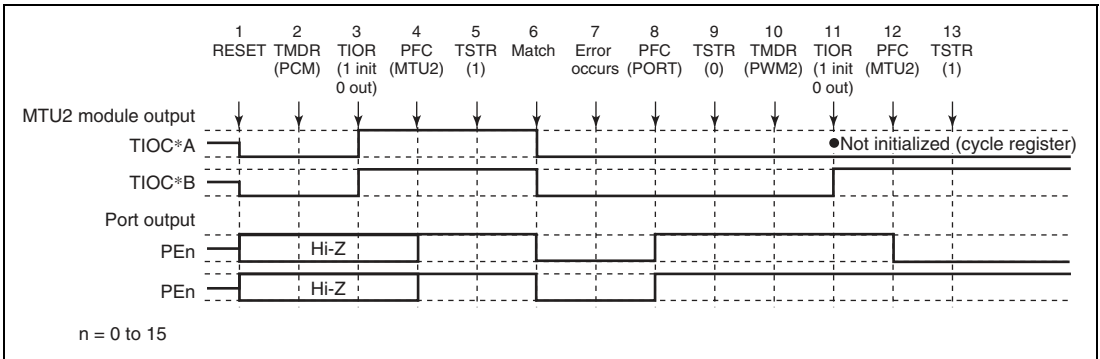 1 2 3 4 5 6 7 8 9 10 11 12 13
RESET TMDR TIOR PFC TSTR Match Error PFC TSTR TMDR TIOR PFC TSTR
(PCM) (1 init (MTU2) (1) occurs (PORT) (0) (PWM2) (1 init (MTU2) (1)
0 out) 0 out)
MTU2 module output
TIOC*A ●Not initialized (cycle register)
TIOC*B
Port output
PEn Hi-Z
PEn Hi-Z
n = 0 to 15